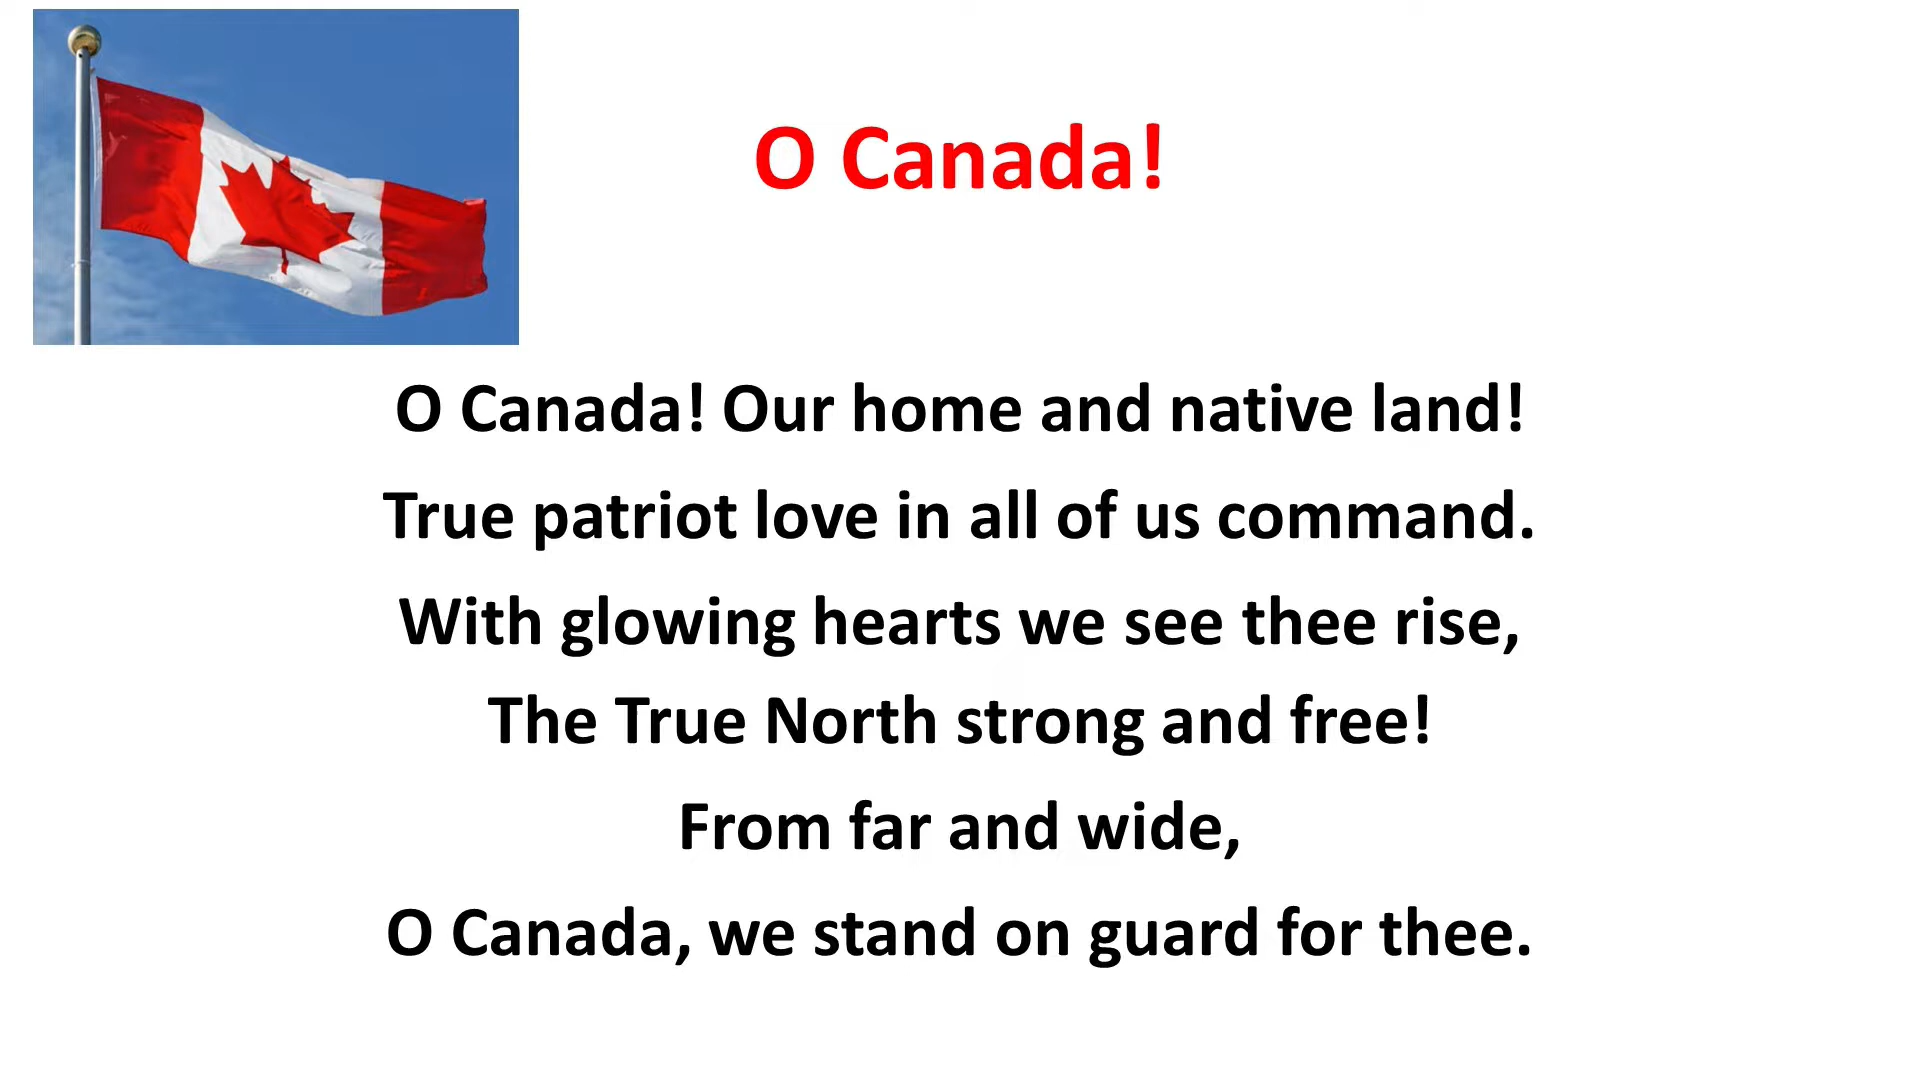 O Canada!
O Canada! Our home and native land!
True patriot love in all of us command.
With glowing hearts we see thee rise,
The True North strong and free!
From far and wide,
O Canada, we stand on guard for thee.